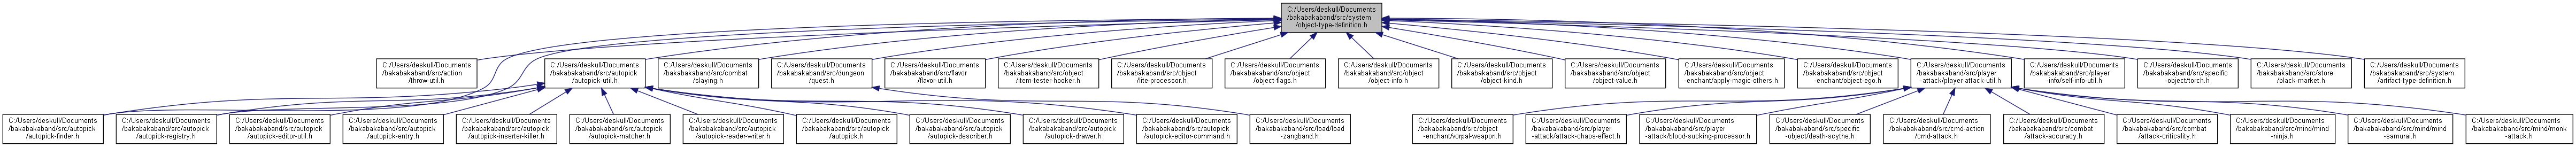 C:/Users/deskull/Documents
/bakabakaband/src/system
/object-type-definition.h
C:/Users/deskull/Documents
/bakabakaband/src/action
/throw-util.h
C:/Users/deskull/Documents
/bakabakaband/src/autopick
/autopick-util.h
C:/Users/deskull/Documents
/bakabakaband/src/combat
/slaying.h
C:/Users/deskull/Documents
/bakabakaband/src/dungeon
/quest.h
C:/Users/deskull/Documents
/bakabakaband/src/flavor
/flavor-util.h
C:/Users/deskull/Documents
/bakabakaband/src/object
/item-tester-hooker.h
C:/Users/deskull/Documents
/bakabakaband/src/object
/lite-processor.h
C:/Users/deskull/Documents
/bakabakaband/src/object
/object-flags.h
C:/Users/deskull/Documents
/bakabakaband/src/object
/object-info.h
C:/Users/deskull/Documents
/bakabakaband/src/object
/object-kind.h
C:/Users/deskull/Documents
/bakabakaband/src/object
/object-value.h
C:/Users/deskull/Documents
/bakabakaband/src/object
-enchant/apply-magic-others.h
C:/Users/deskull/Documents
/bakabakaband/src/object
-enchant/object-ego.h
C:/Users/deskull/Documents
/bakabakaband/src/player
-attack/player-attack-util.h
C:/Users/deskull/Documents
/bakabakaband/src/player
-info/self-info-util.h
C:/Users/deskull/Documents
/bakabakaband/src/specific
-object/torch.h
C:/Users/deskull/Documents
/bakabakaband/src/store
/black-market.h
C:/Users/deskull/Documents
/bakabakaband/src/system
/artifact-type-definition.h
C:/Users/deskull/Documents
/bakabakaband/src/autopick
/autopick-finder.h
C:/Users/deskull/Documents
/bakabakaband/src/autopick
/autopick-registry.h
C:/Users/deskull/Documents
/bakabakaband/src/autopick
/autopick-editor-util.h
C:/Users/deskull/Documents
/bakabakaband/src/autopick
/autopick-entry.h
C:/Users/deskull/Documents
/bakabakaband/src/autopick
/autopick-inserter-killer.h
C:/Users/deskull/Documents
/bakabakaband/src/autopick
/autopick-matcher.h
C:/Users/deskull/Documents
/bakabakaband/src/autopick
/autopick-reader-writer.h
C:/Users/deskull/Documents
/bakabakaband/src/autopick
/autopick.h
C:/Users/deskull/Documents
/bakabakaband/src/autopick
/autopick-describer.h
C:/Users/deskull/Documents
/bakabakaband/src/autopick
/autopick-drawer.h
C:/Users/deskull/Documents
/bakabakaband/src/autopick
/autopick-editor-command.h
C:/Users/deskull/Documents
/bakabakaband/src/load/load
-zangband.h
C:/Users/deskull/Documents
/bakabakaband/src/object
-enchant/vorpal-weapon.h
C:/Users/deskull/Documents
/bakabakaband/src/player
-attack/attack-chaos-effect.h
C:/Users/deskull/Documents
/bakabakaband/src/player
-attack/blood-sucking-processor.h
C:/Users/deskull/Documents
/bakabakaband/src/specific
-object/death-scythe.h
C:/Users/deskull/Documents
/bakabakaband/src/cmd-action
/cmd-attack.h
C:/Users/deskull/Documents
/bakabakaband/src/combat
/attack-accuracy.h
C:/Users/deskull/Documents
/bakabakaband/src/combat
/attack-criticality.h
C:/Users/deskull/Documents
/bakabakaband/src/mind/mind
-ninja.h
C:/Users/deskull/Documents
/bakabakaband/src/mind/mind
-samurai.h
C:/Users/deskull/Documents
/bakabakaband/src/mind/monk
-attack.h